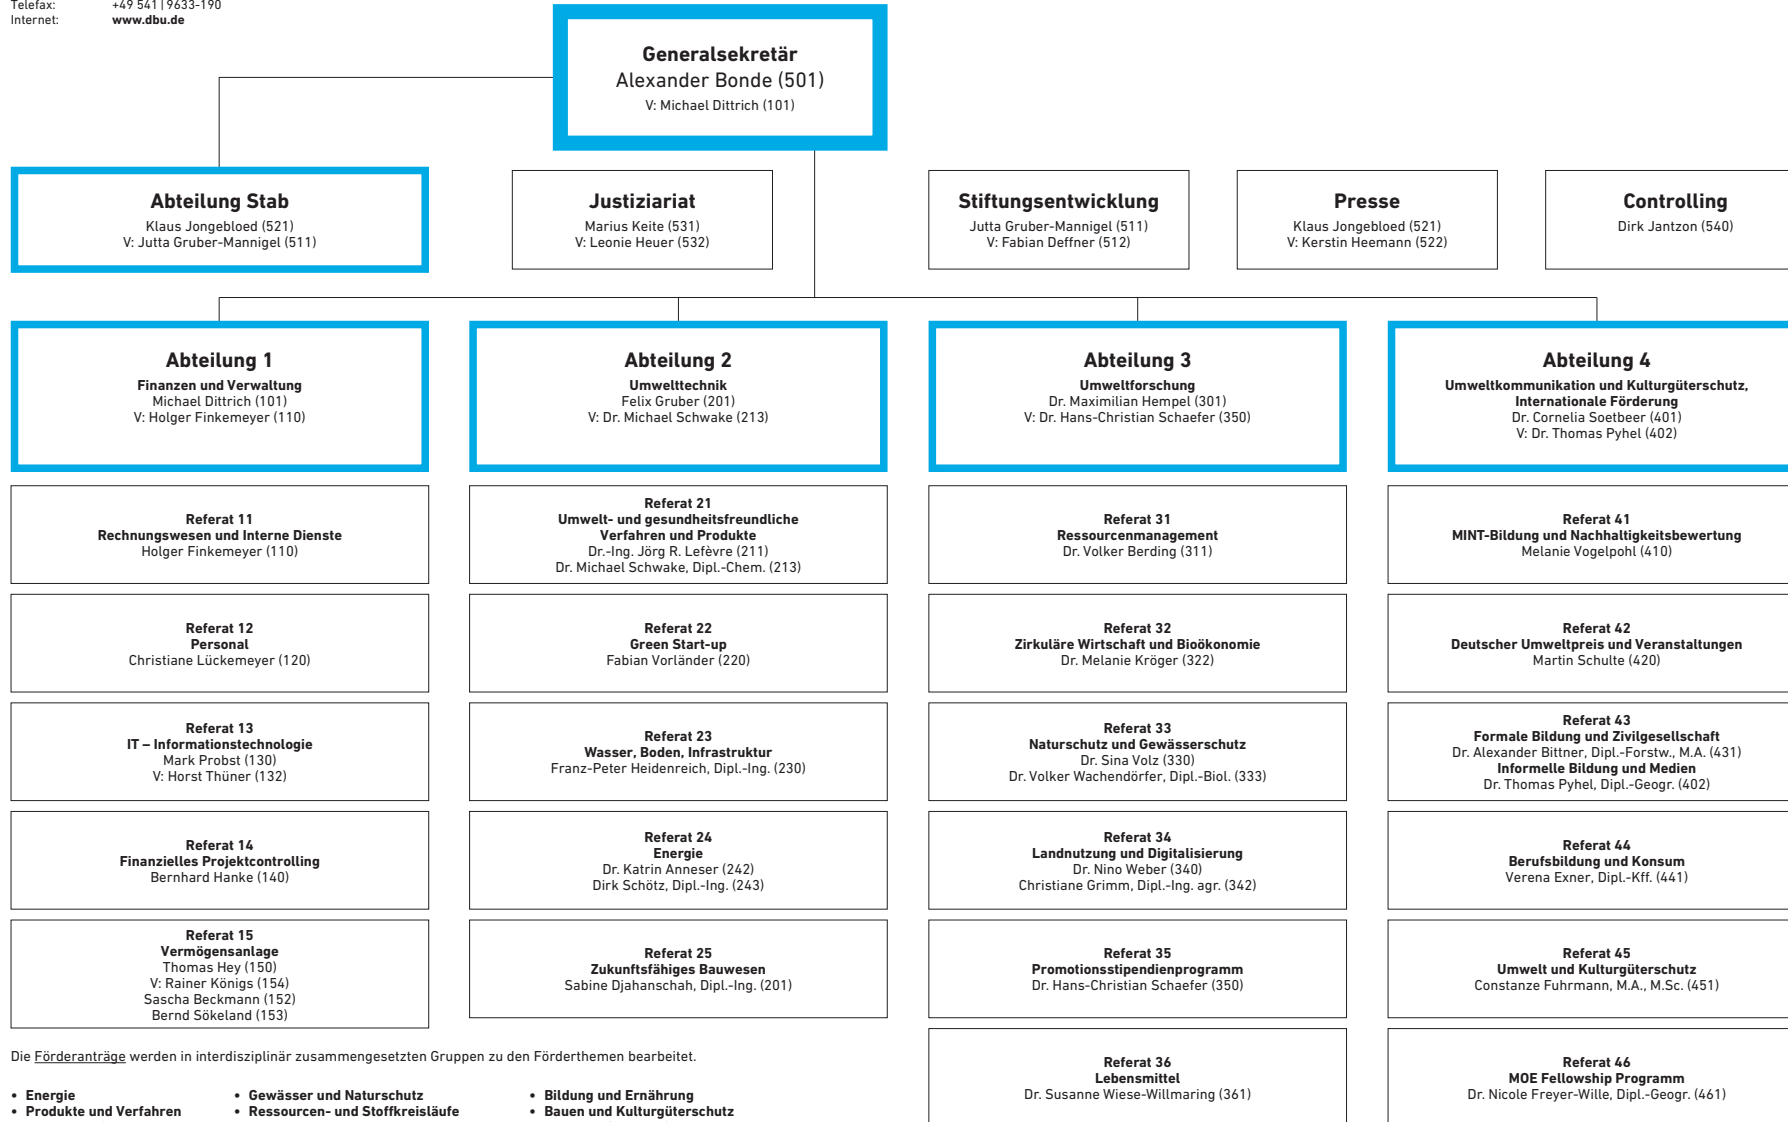 Telefax: +49 541 | 9633-190
Internet: www.dbu.de
Generalsekretär
Alexander Bonde (501)
V: Michael Dittrich (101)
Abteilung Stab
Klaus Jongebloed (521)
V: Jutta Gruber-Mannigel (511)
Justiziariat
Marius Keite (531)
V: Leonie Heuer (532)
Stiftungsentwicklung
Jutta Gruber-Mannigel (511)
V: Fabian Deffner (512)
Presse
Klaus Jongebloed (521)
V: Kerstin Heemann (522)
Controlling
Dirk Jantzon (540)
Abteilung 1
Finanzen und Verwaltung
Michael Dittrich (101)
V: Holger Finkemeyer (110)
Abteilung 2
Umwelttechnik
Felix Gruber (201)
V: Dr. Michael Schwake (213)
Abteilung 3
Umweltforschung
Dr. Maximilian Hempel (301)
V: Dr. Hans-Christian Schaefer (350)
Abteilung 4
Umweltkommunikation und Kulturgüterschutz,
Internationale Förderung
Dr. Cornelia Soetbeer (401)
V: Dr. Thomas Pyhel (402)
Referat 11
Rechnungswesen und Interne Dienste
Holger Finkemeyer (110)
Referat 21
Umwelt- und gesundheitsfreundliche
Verfahren und Produkte
Dr.-Ing. Jörg R. Lefèvre (211)
Dr. Michael Schwake, Dipl.-Chem. (213)
Referat 31
Ressourcenmanagement
Dr. Volker Berding (311)
Referat 41
MINT-Bildung und Nachhaltigkeitsbewertung
Melanie Vogelpohl (410)
Referat 12
Personal
Christiane Lückemeyer (120)
Referat 22
Green Start-up
Fabian Vorländer (220)
Referat 32
Zirkuläre Wirtschaft und Bioökonomie
Dr. Melanie Kröger (322)
Referat 42
Deutscher Umweltpreis und Veranstaltungen
Martin Schulte (420)
Referat 13
IT – Informationstechnologie
Mark Probst (130)
V: Horst Thüner (132)
Referat 23
Wasser, Boden, Infrastruktur
Franz-Peter Heidenreich, Dipl.-Ing. (230)
Referat 33
Naturschutz und Gewässerschutz
Dr. Sina Volz (330)
Dr. Volker Wachendörfer, Dipl.-Biol. (333)
Referat 43
Formale Bildung und Zivilgesellschaft
Dr. Alexander Bittner, Dipl.-Forstw., M.A. (431)
Informelle Bildung und Medien
Dr. Thomas Pyhel, Dipl.-Geogr. (402)
Referat 14
Finanzielles Projektcontrolling
Bernhard Hanke (140)
Referat 24
Energie
Dr. Katrin Anneser (242)
Dirk Schötz, Dipl.-Ing. (243)
Referat 34
Landnutzung und Digitalisierung
Dr. Nino Weber (340)
Christiane Grimm, Dipl.-Ing. agr. (342)
Referat 44
Berufsbildung und Konsum
Verena Exner, Dipl.-Kff. (441)
Referat 15
Vermögensanlage
Thomas Hey (150)
V: Rainer Königs (154)
Sascha Beckmann (152)
Bernd Sökeland (153)
Referat 25
Zukunftsfähiges Bauwesen
Sabine Djahanschah, Dipl.-Ing. (201)
Referat 35
Promotionsstipendienprogramm
Dr. Hans-Christian Schaefer (350)
Referat 45
Umwelt und Kulturgüterschutz
Constanze Fuhrmann, M.A., M.Sc. (451)
Referat 36
Lebensmittel
Dr. Susanne Wiese-Willmaring (361)
Referat 46
MOE Fellowship Programm
Dr. Nicole Freyer-Wille, Dipl.-Geogr. (461)
Die Förderanträge werden in interdisziplinär zusammengesetzten Gruppen zu den Förderthemen bearbeitet.
• Energie
• Produkte und Verfahren
• Gewässer und Naturschutz
• Ressourcen- und Stoffkreisläufe
• Bildung und Ernährung
• Bauen und Kulturgüterschutz